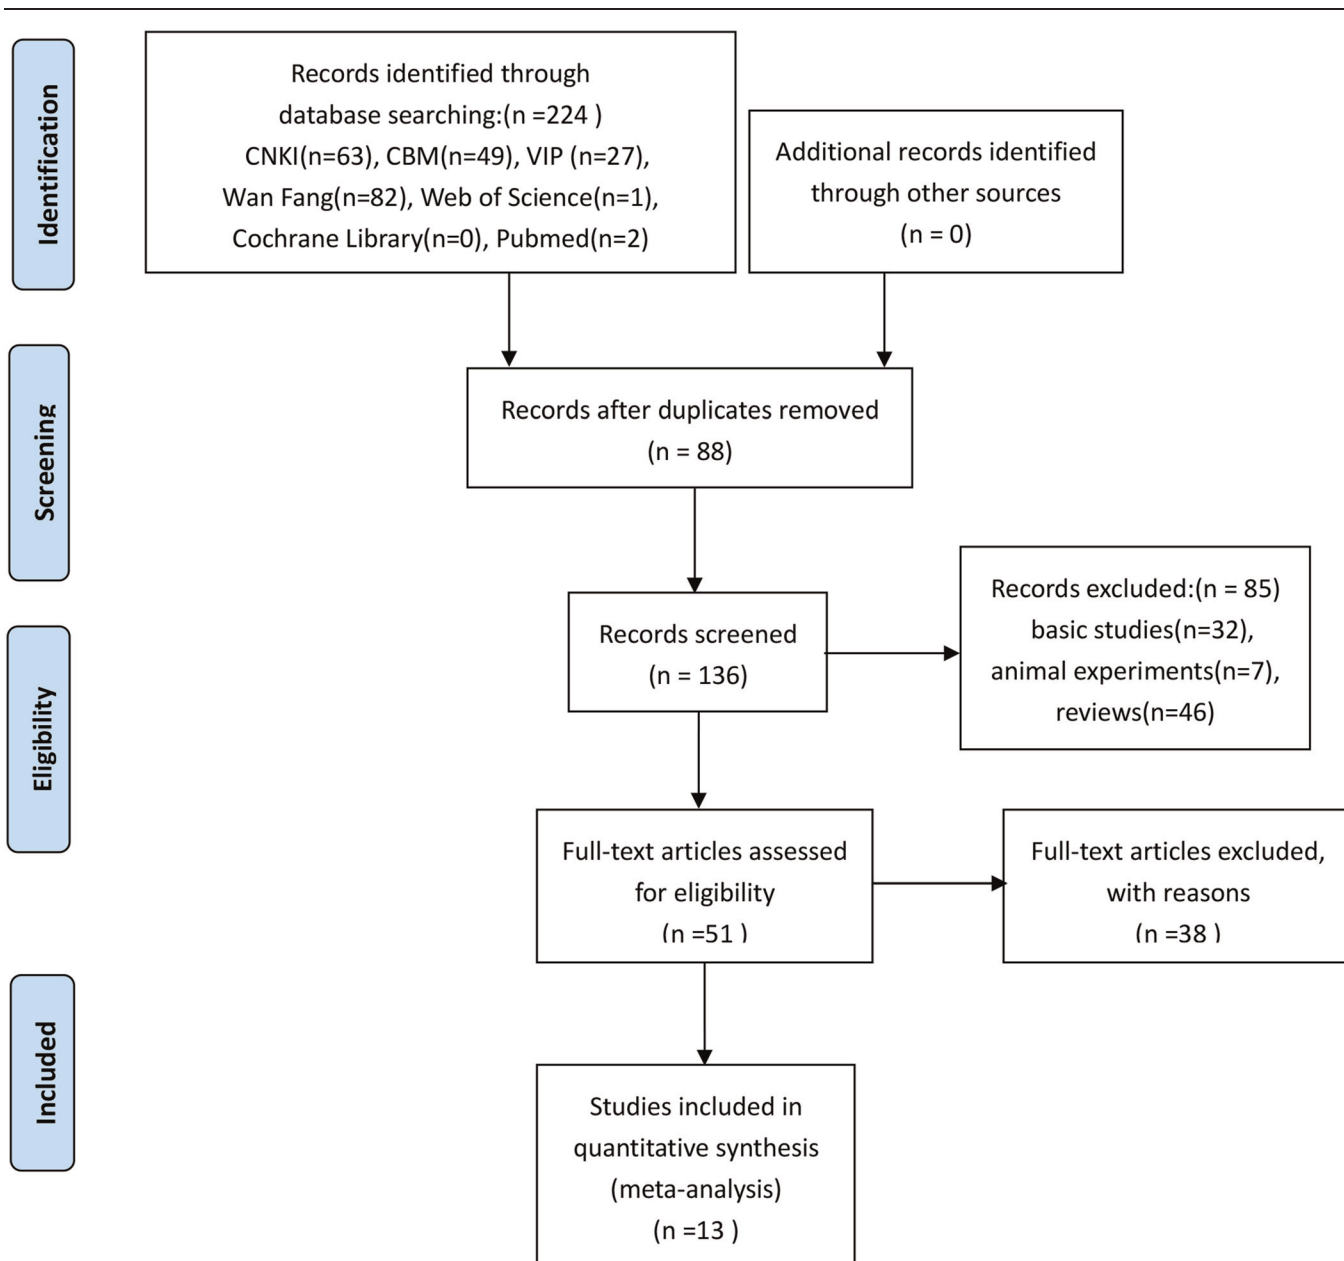 Identification
Records identified through
database searching:(n =224 )
CNKI(n=63), CBM(n=49), VIP (n=27),
Wan Fang(n=82), Web of Science(n=1),
Cochrane Library(n=0), Pubmed(n=2)
Additional records identified
through other sources
(n = 0)
Screening
Records after duplicates removed
(n = 88)
Records screened
(n = 136)
Records excluded:(n = 85)
basic studies(n=32),
animal experiments(n=7),
reviews(n=46)
Eligibility
Full-text articles assessed
for eligibility
(n =51 )
Full-text articles excluded,
with reasons
(n =38 )
Included
Studies included in
quantitative synthesis
(meta-analysis)
(n =13 )